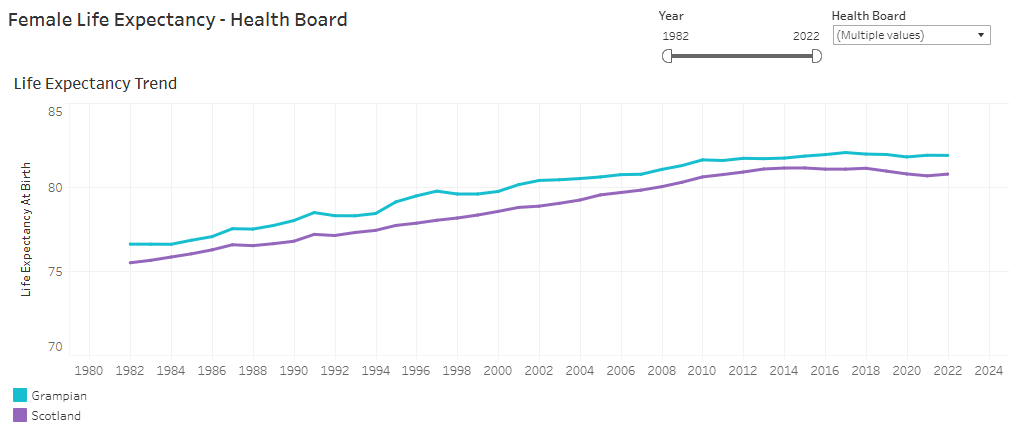 Female Life Expectancy - Health Board
Year
1982 2022
Health Board
(Multiple values)
Life Expectancy Trend
Life Expectancy At Birth
85
80
75
70
1980 1982 1984 1986 1988 1990 1992 1994 1996 1998 2000 2002 2004 2006 2008 2010 2012 2014 2016 2018 2020 2022 2024
Grampian
Scotland